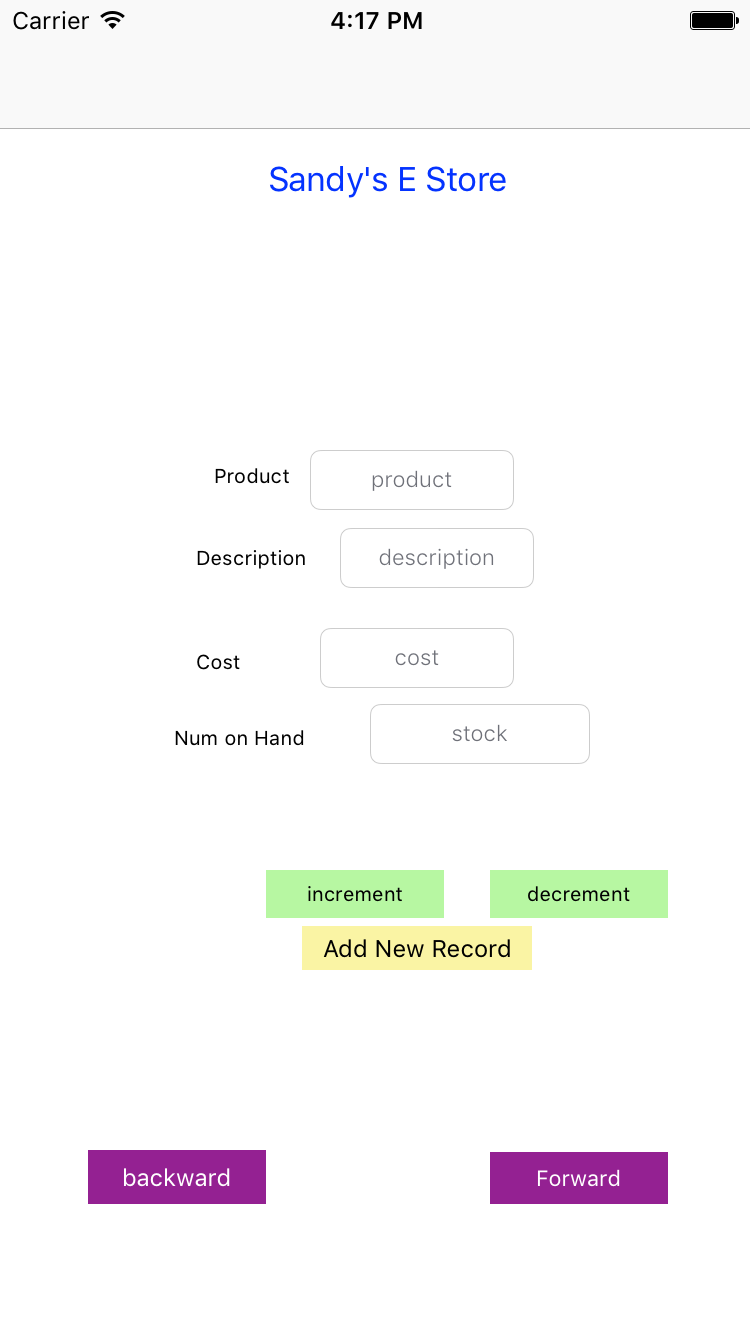 Carrier 4:17 PM
Sandy's E Store
Product product
Description description
Cost cost
Num on Hand stock
increment decrement
Add New Record
backward Forward